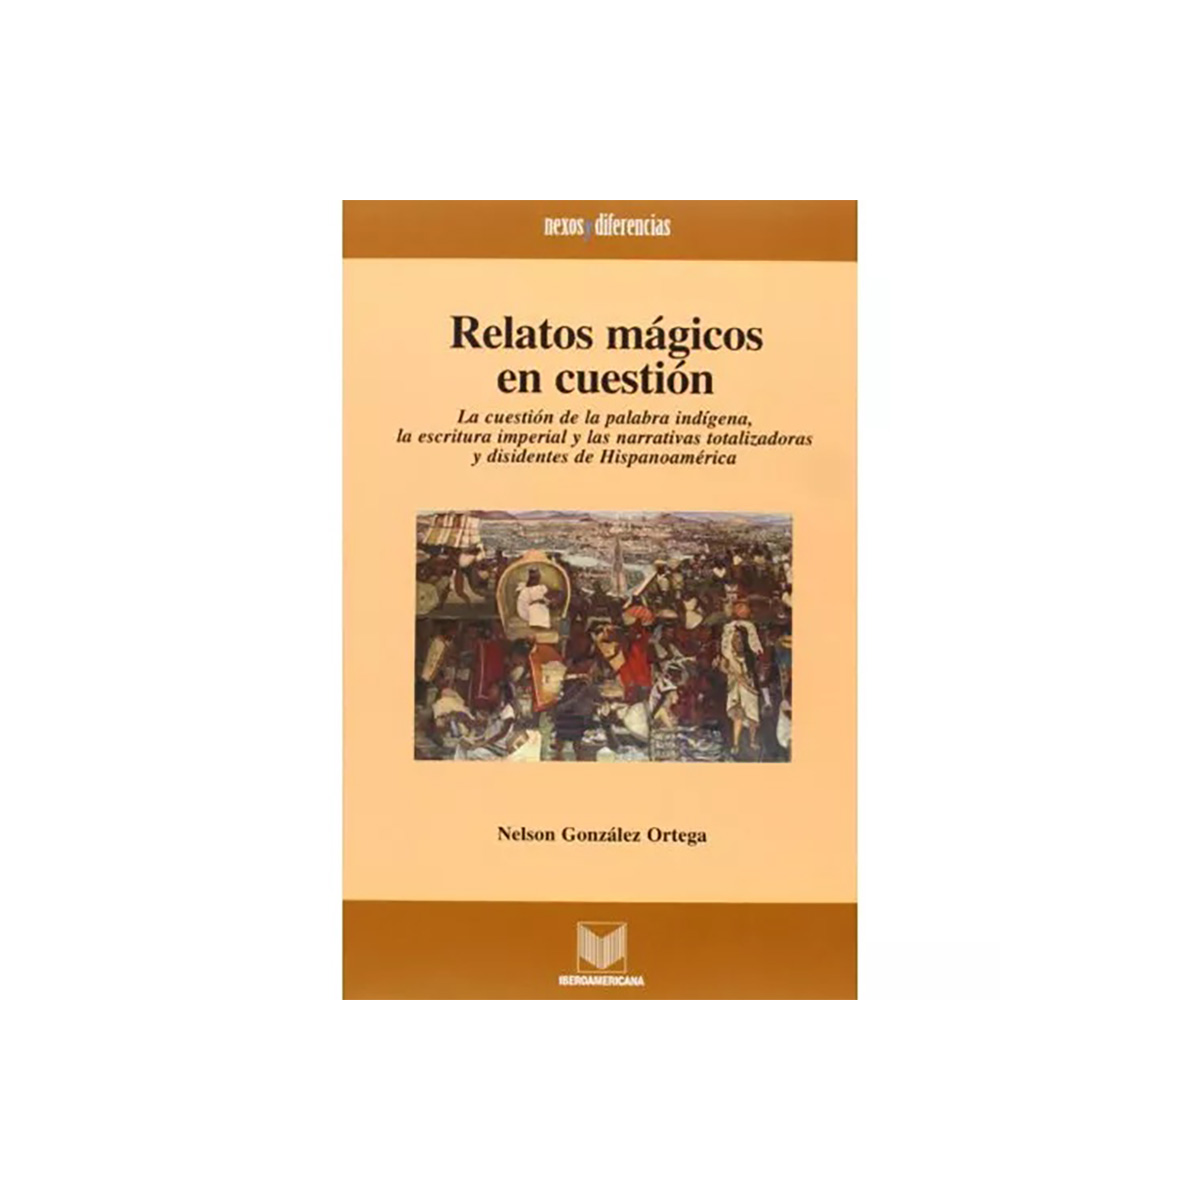 nexos y diferencias
Relatos mágicos
en cuestión
La cuestión de la palabra indígena,
la escritura imperial y las narrativas totalizadoras
y disidentes de Hispanoamérica
Nelson González Ortega
IBEROAMERICANA